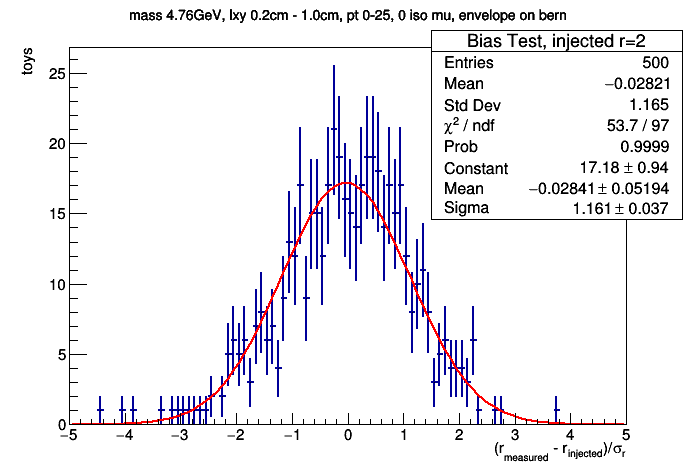 mass 4.76GeV, lxy 0.2cm - 1.0cm, pt 0-25, 0 iso mu, envelope on bern
toys
Bias Test, injected r=2
Entries 500
Mean −0.02821
Std Dev 1.165
χ² / ndf 53.7 / 97
Prob 0.9999
Constant 17.18 ± 0.94
Mean −0.02841 ± 0.05194
Sigma 1.161 ± 0.037
25
20
15
10
5
0
−5 −4 −3 −2 −1 0 1 2 3 4 5
(r_measured - r_injected)/σ_r